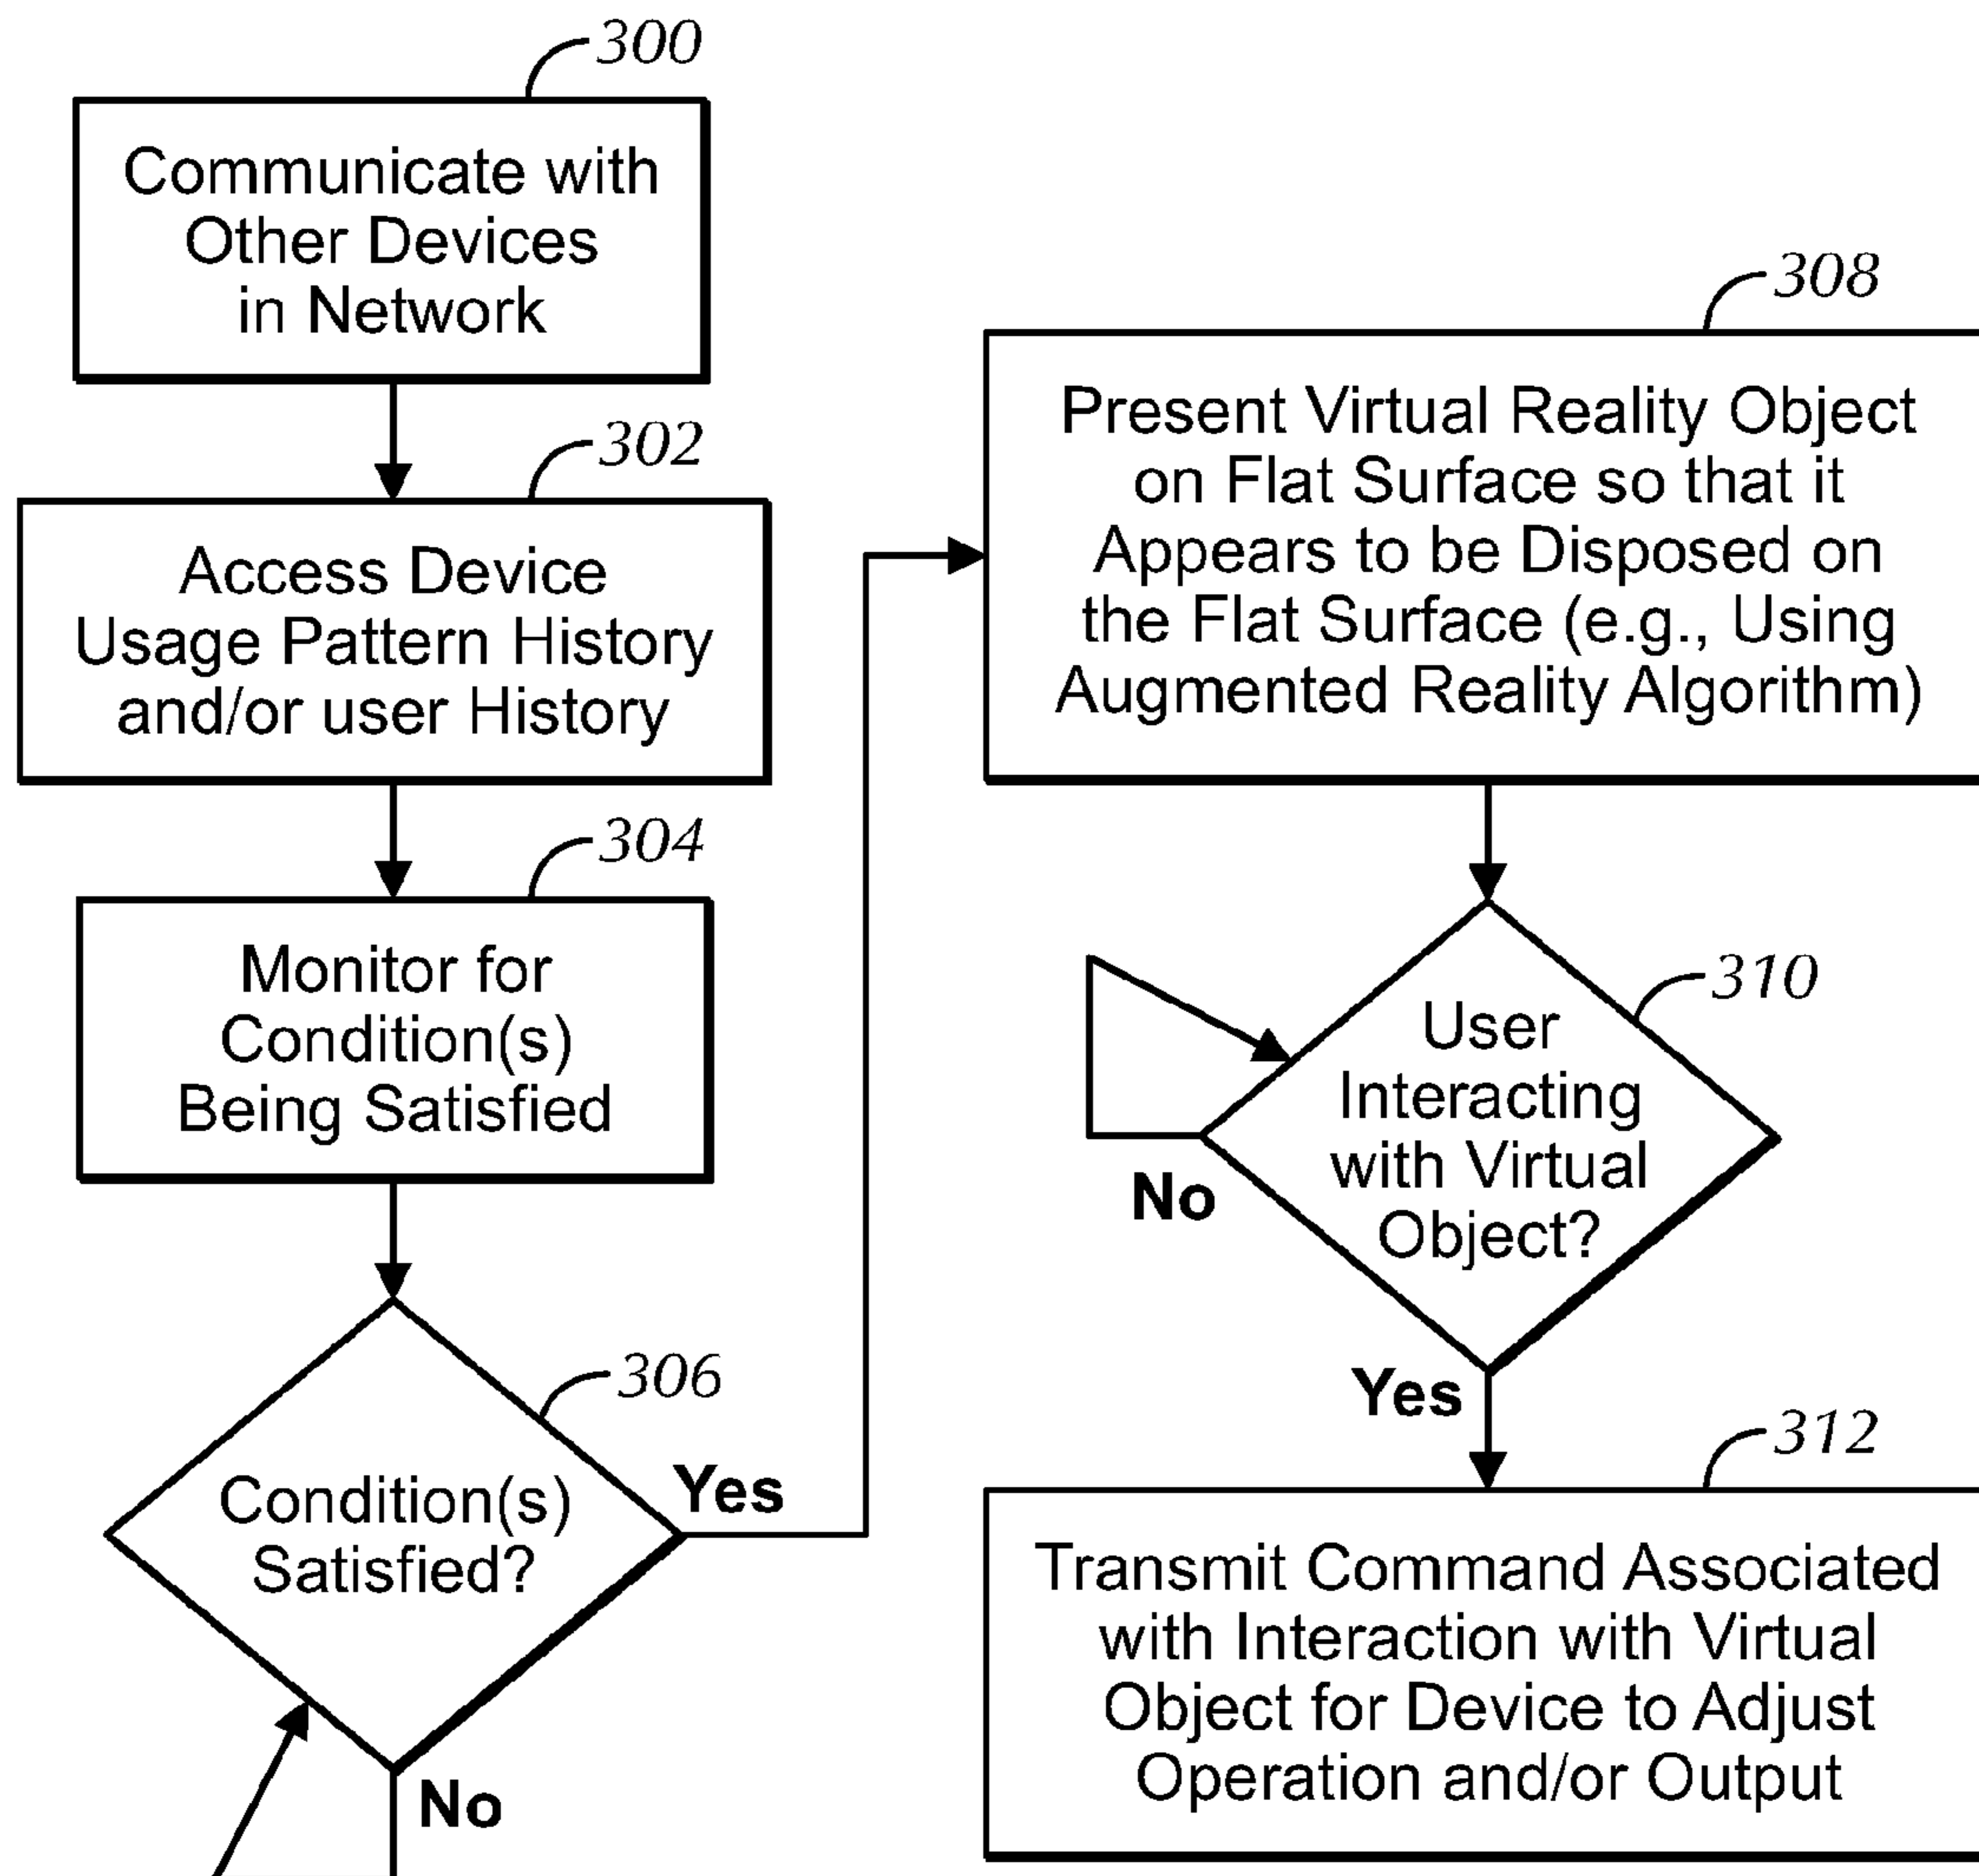 300
Communicate with
Other Devices
in Network
302
Access Device
Usage Pattern History
and/or user History
304
Monitor for
Condition(s)
Being Satisfied
306
Condition(s)
Satisfied?
Yes
No
308
Present Virtual Reality Object
on Flat Surface so that it
Appears to be Disposed on
the Flat Surface (e.g., Using
Augmented Reality Algorithm)
310
User
Interacting
with Virtual
Object?
No
Yes
312
Transmit Command Associated
with Interaction with Virtual
Object for Device to Adjust
Operation and/or Output